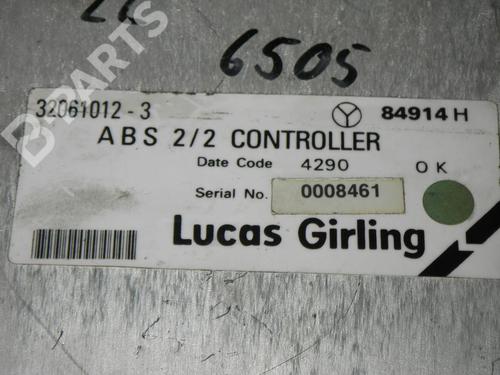 6505
B-PARTS
32061012 - 3
84914 H
ABS 2/2 CONTROLLER
Date Code 4290 OK
Serial No. 0008461
Lucas Girling